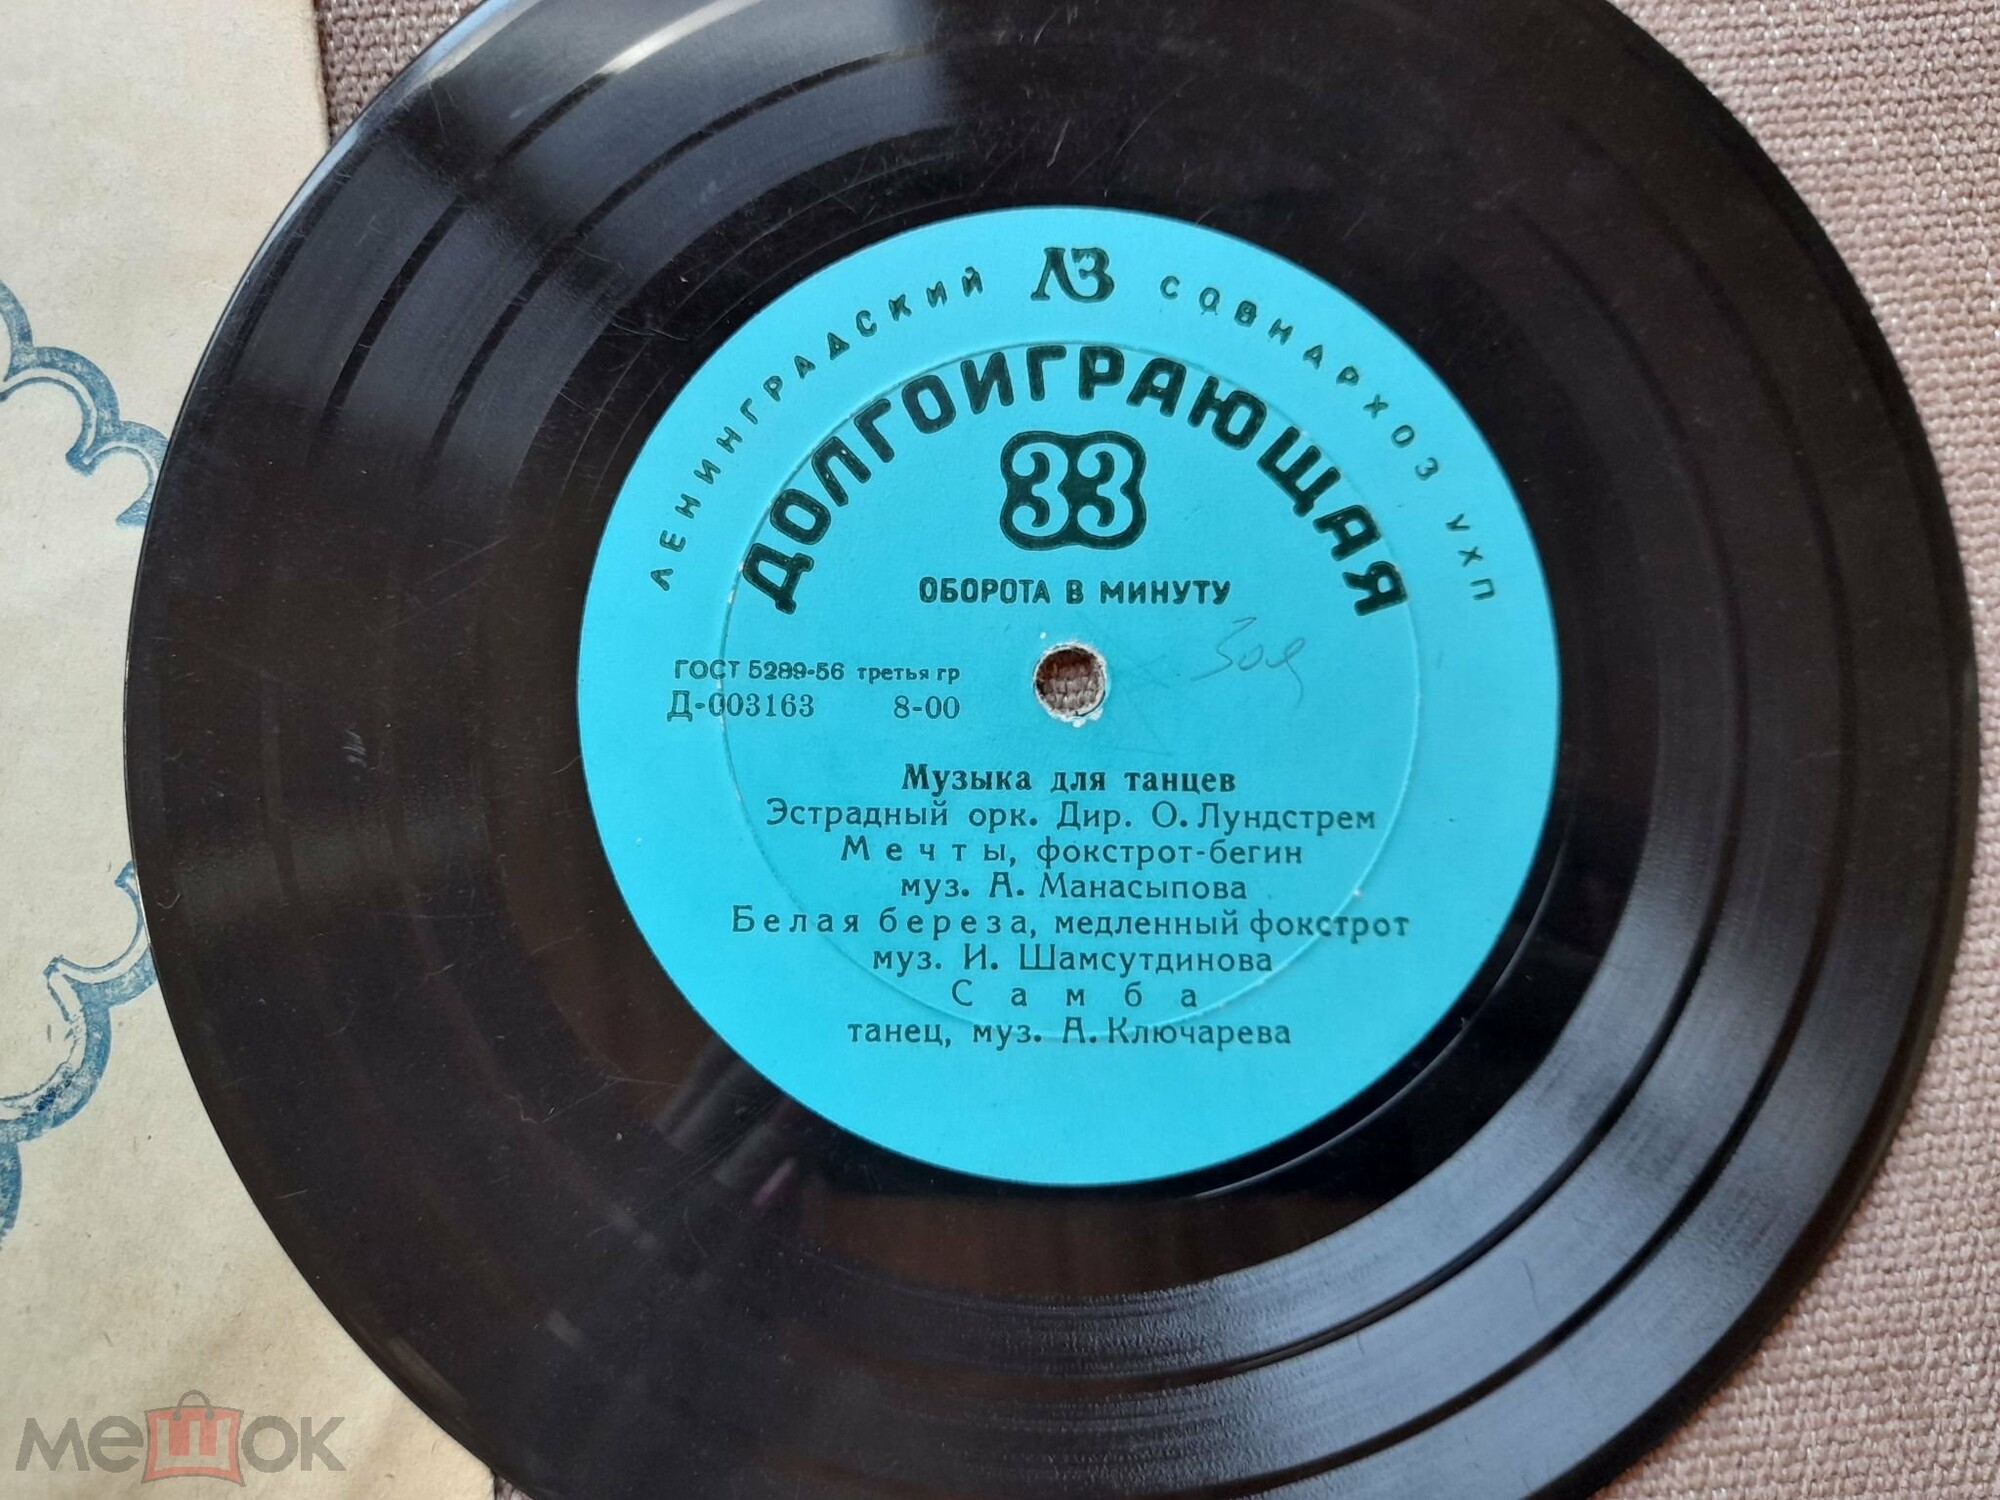 ЛЕНИНГРАДСКИЙ ЛЗ СОВНАРХОЗ УХП
ДОЛГОИГРАЮЩАЯ
33
ОБОРОТА В МИНУТУ
Зоя
ГОСТ 5289-56 третья гр
Д-003163 8-00
Музыка для танцев
Эстрадный орк. Дир. О. Лундстрем
Мечты, фокстрот-бегин
муз. А. Манасыпова
Белая береза, медленный фокстрот
муз. И. Шамсутдинова
Самба
танец, муз. А. Ключарева
мешок